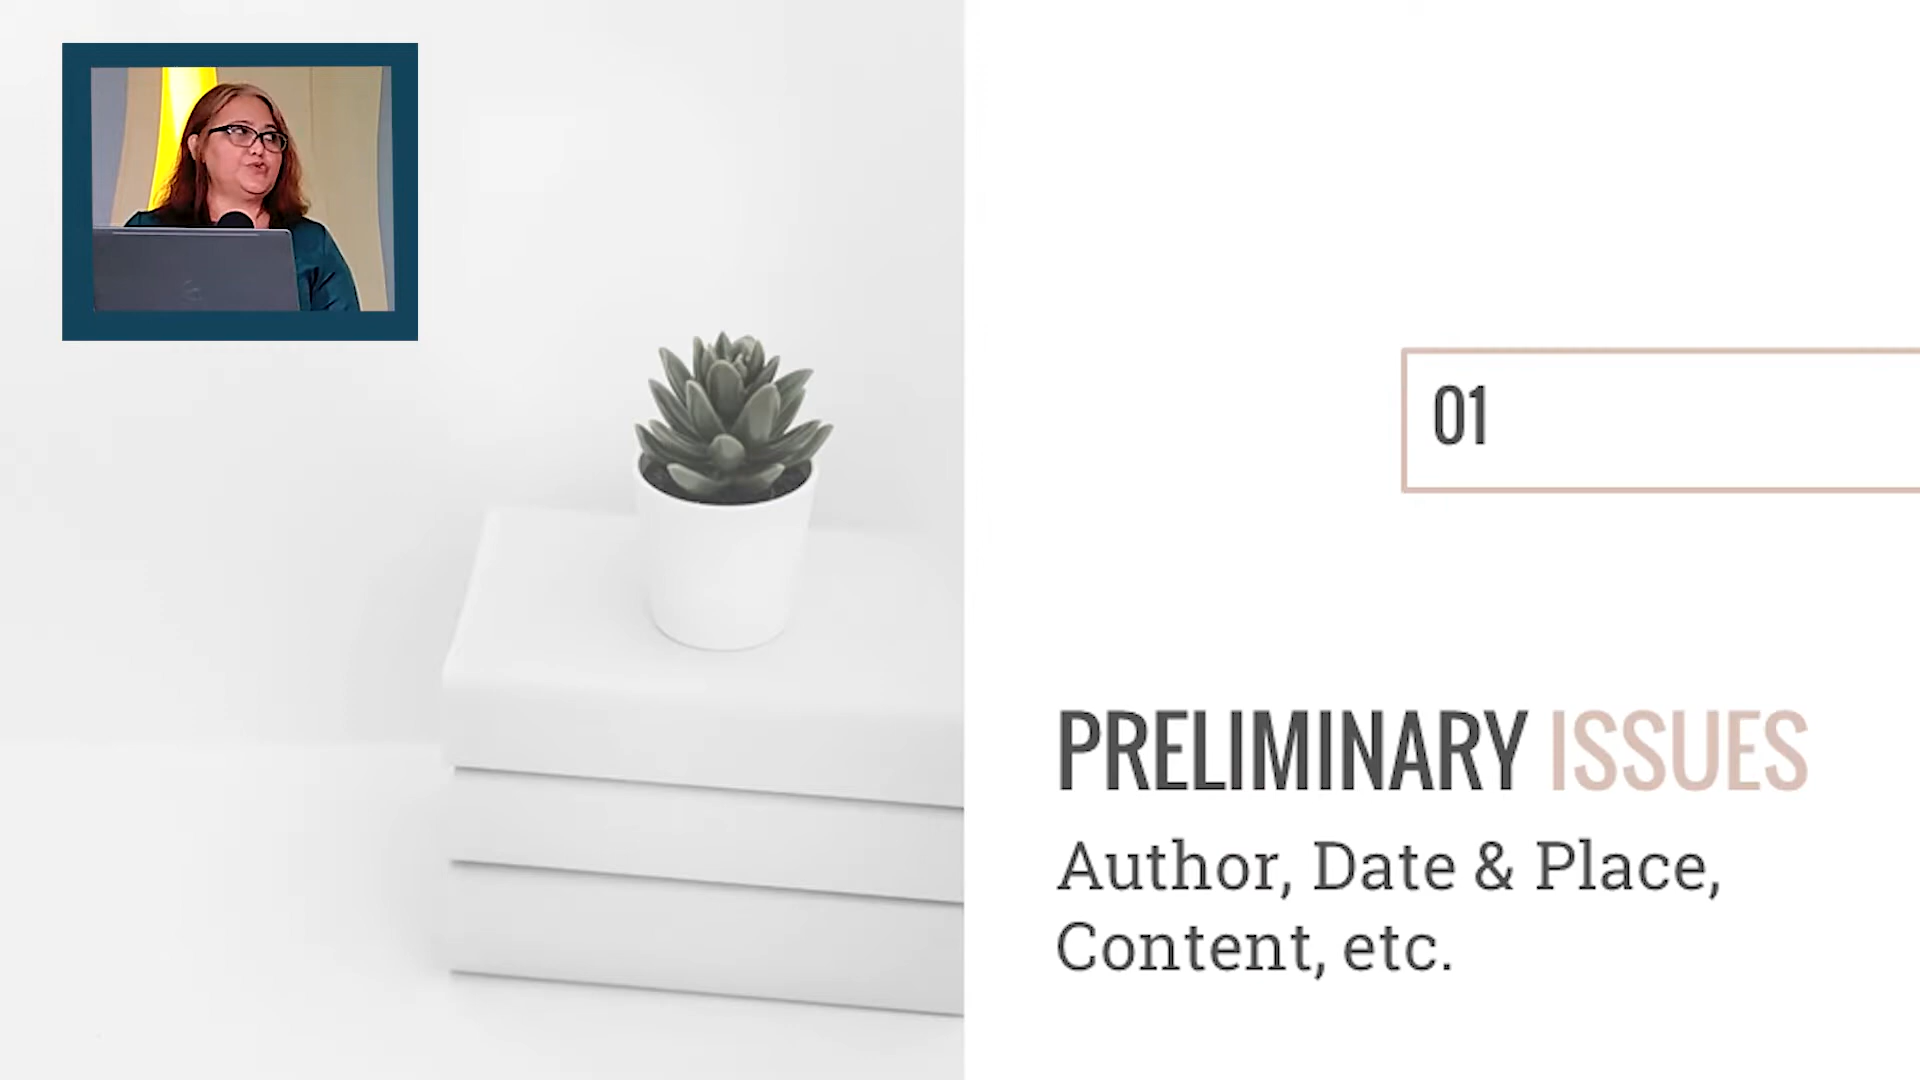 01
PRELIMINARY ISSUES
Author, Date & Place,
Content, etc.